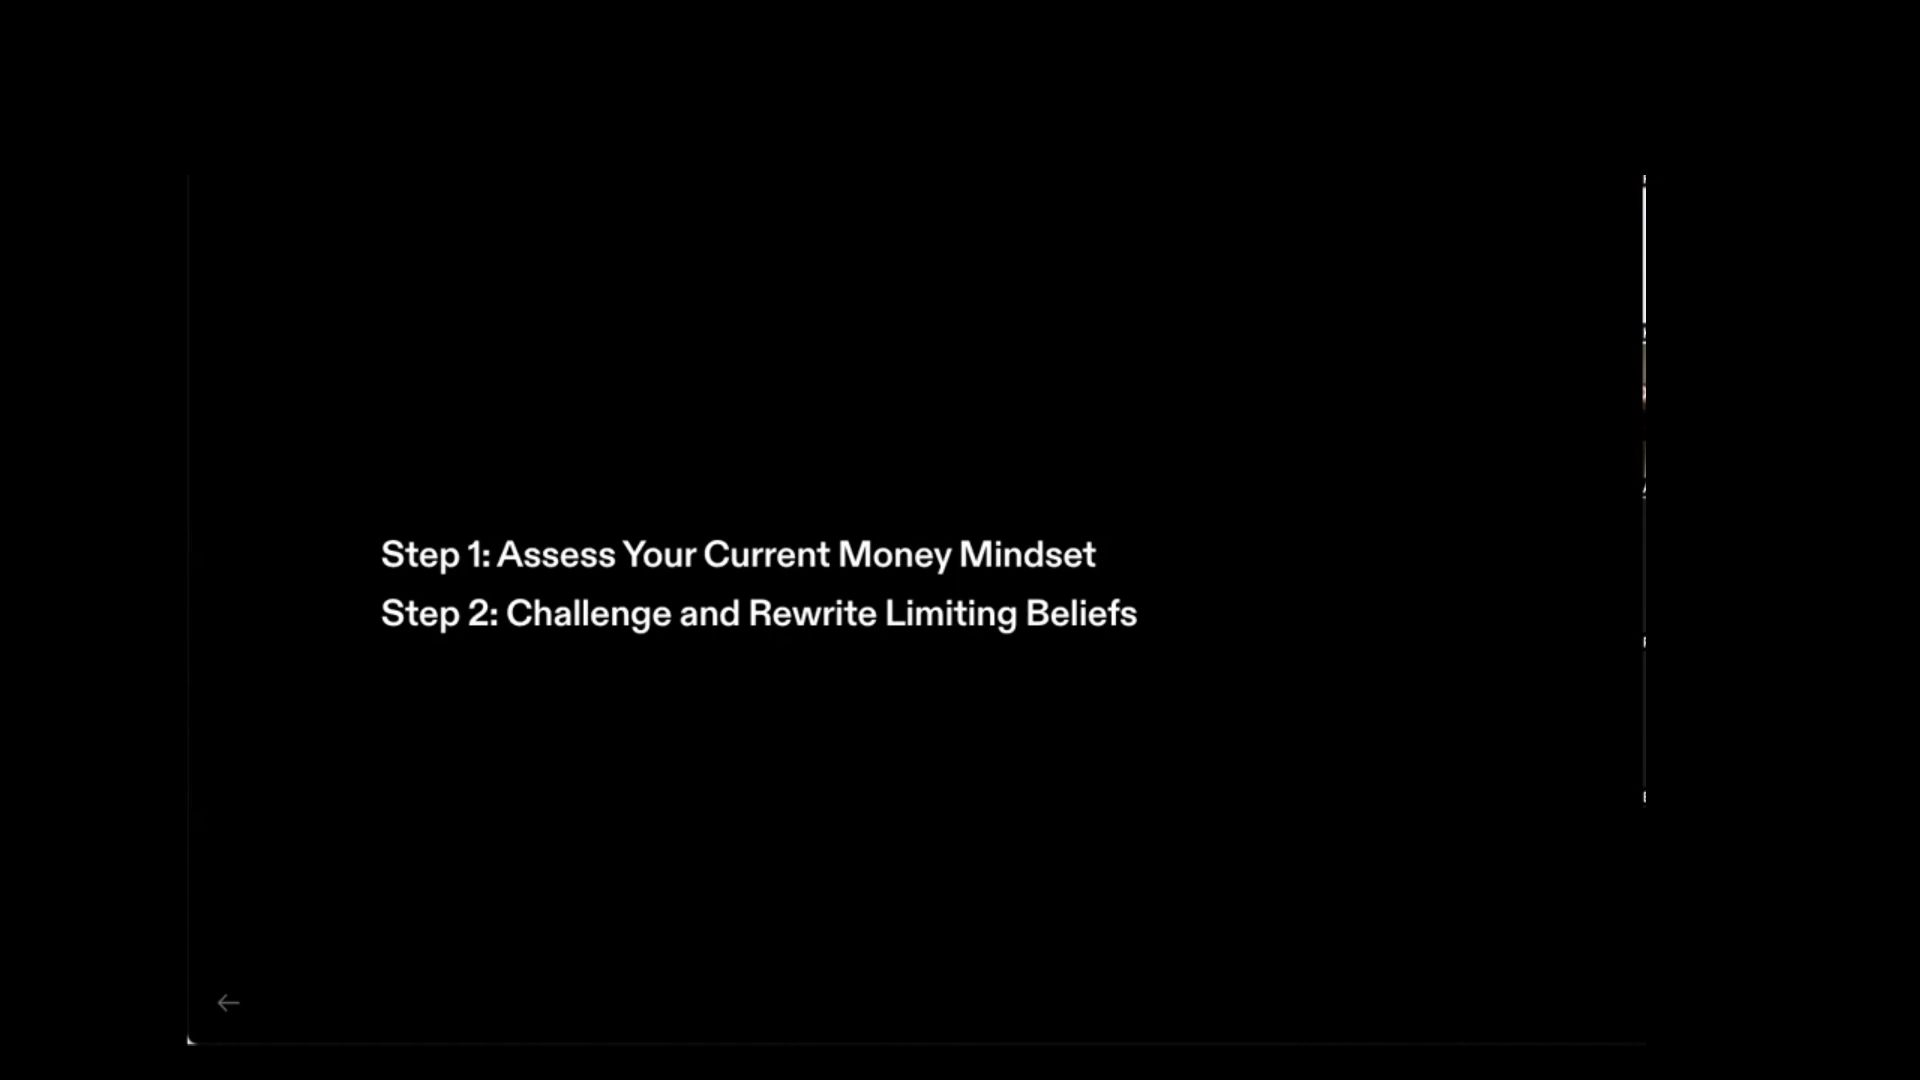 Step 1: Assess Your Current Money Mindset
Step 2: Challenge and Rewrite Limiting Beliefs